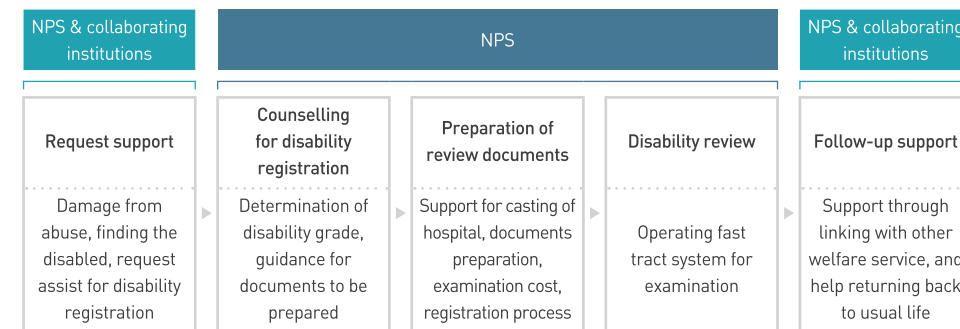 NPS & collaborating
institutions
NPS
NPS & collaborating
institutions
Request support
Counselling
for disability
registration
Preparation of
review documents
Disability review
Follow-up support
Damage from
abuse, finding the
disabled, request
assist for disability
registration
Determination of
disability grade,
guidance for
documents to be
prepared
Support for casting of
hospital, documents
preparation,
examination cost,
registration process
Operating fast
tract system for
examination
Support through
linking with other
welfare service, and
help returning back
to usual life